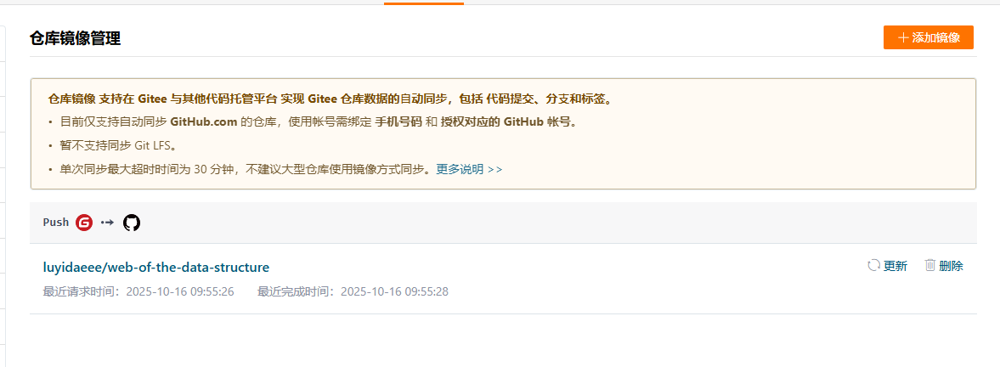 仓库镜像管理
添加镜像
仓库镜像 支持在 Gitee 与其他代码托管平台 实现 Gitee 仓库数据的自动同步，包括 代码提交、分支和标签。
• 目前仅支持自动同步 GitHub.com 的仓库，使用帐号需绑定 手机号码 和 授权对应的 GitHub 帐号。
• 暂不支持同步 Git LFS。
• 单次同步最大超时时间为 30 分钟，不建议大型仓库使用镜像方式同步。更多说明 >>
Push
luyidaeee/web-of-the-data-structure
更新 删除
最近请求时间：2025-10-16 09:55:26 最近完成时间：2025-10-16 09:55:28